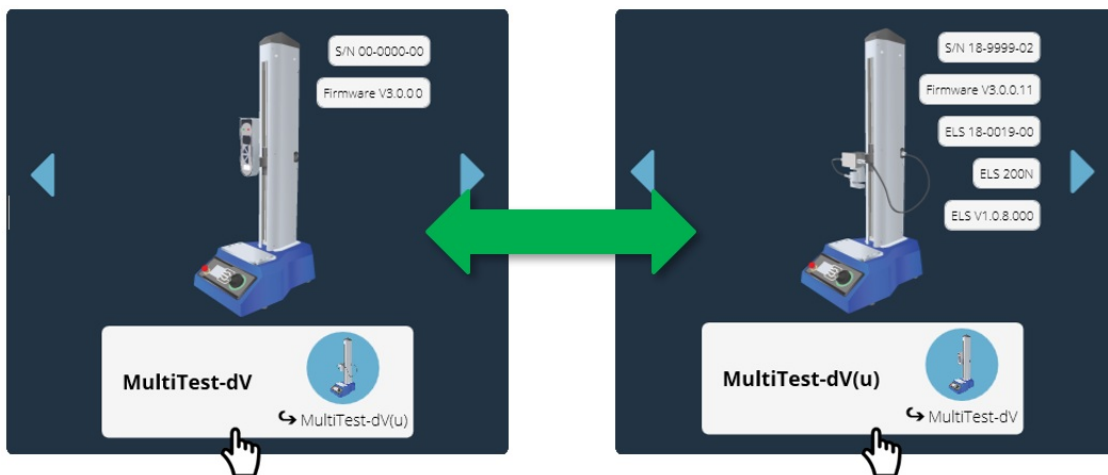 S/N 00-0000-00
Firmware V3.0.0.0
MultiTest-dV
MultiTest-dV(u)
S/N 18-9999-02
Firmware V3.0.0.11
ELS 18-0019-00
ELS 200N
ELS V1.0.8.000
MultiTest-dV(u)
MultiTest-dV